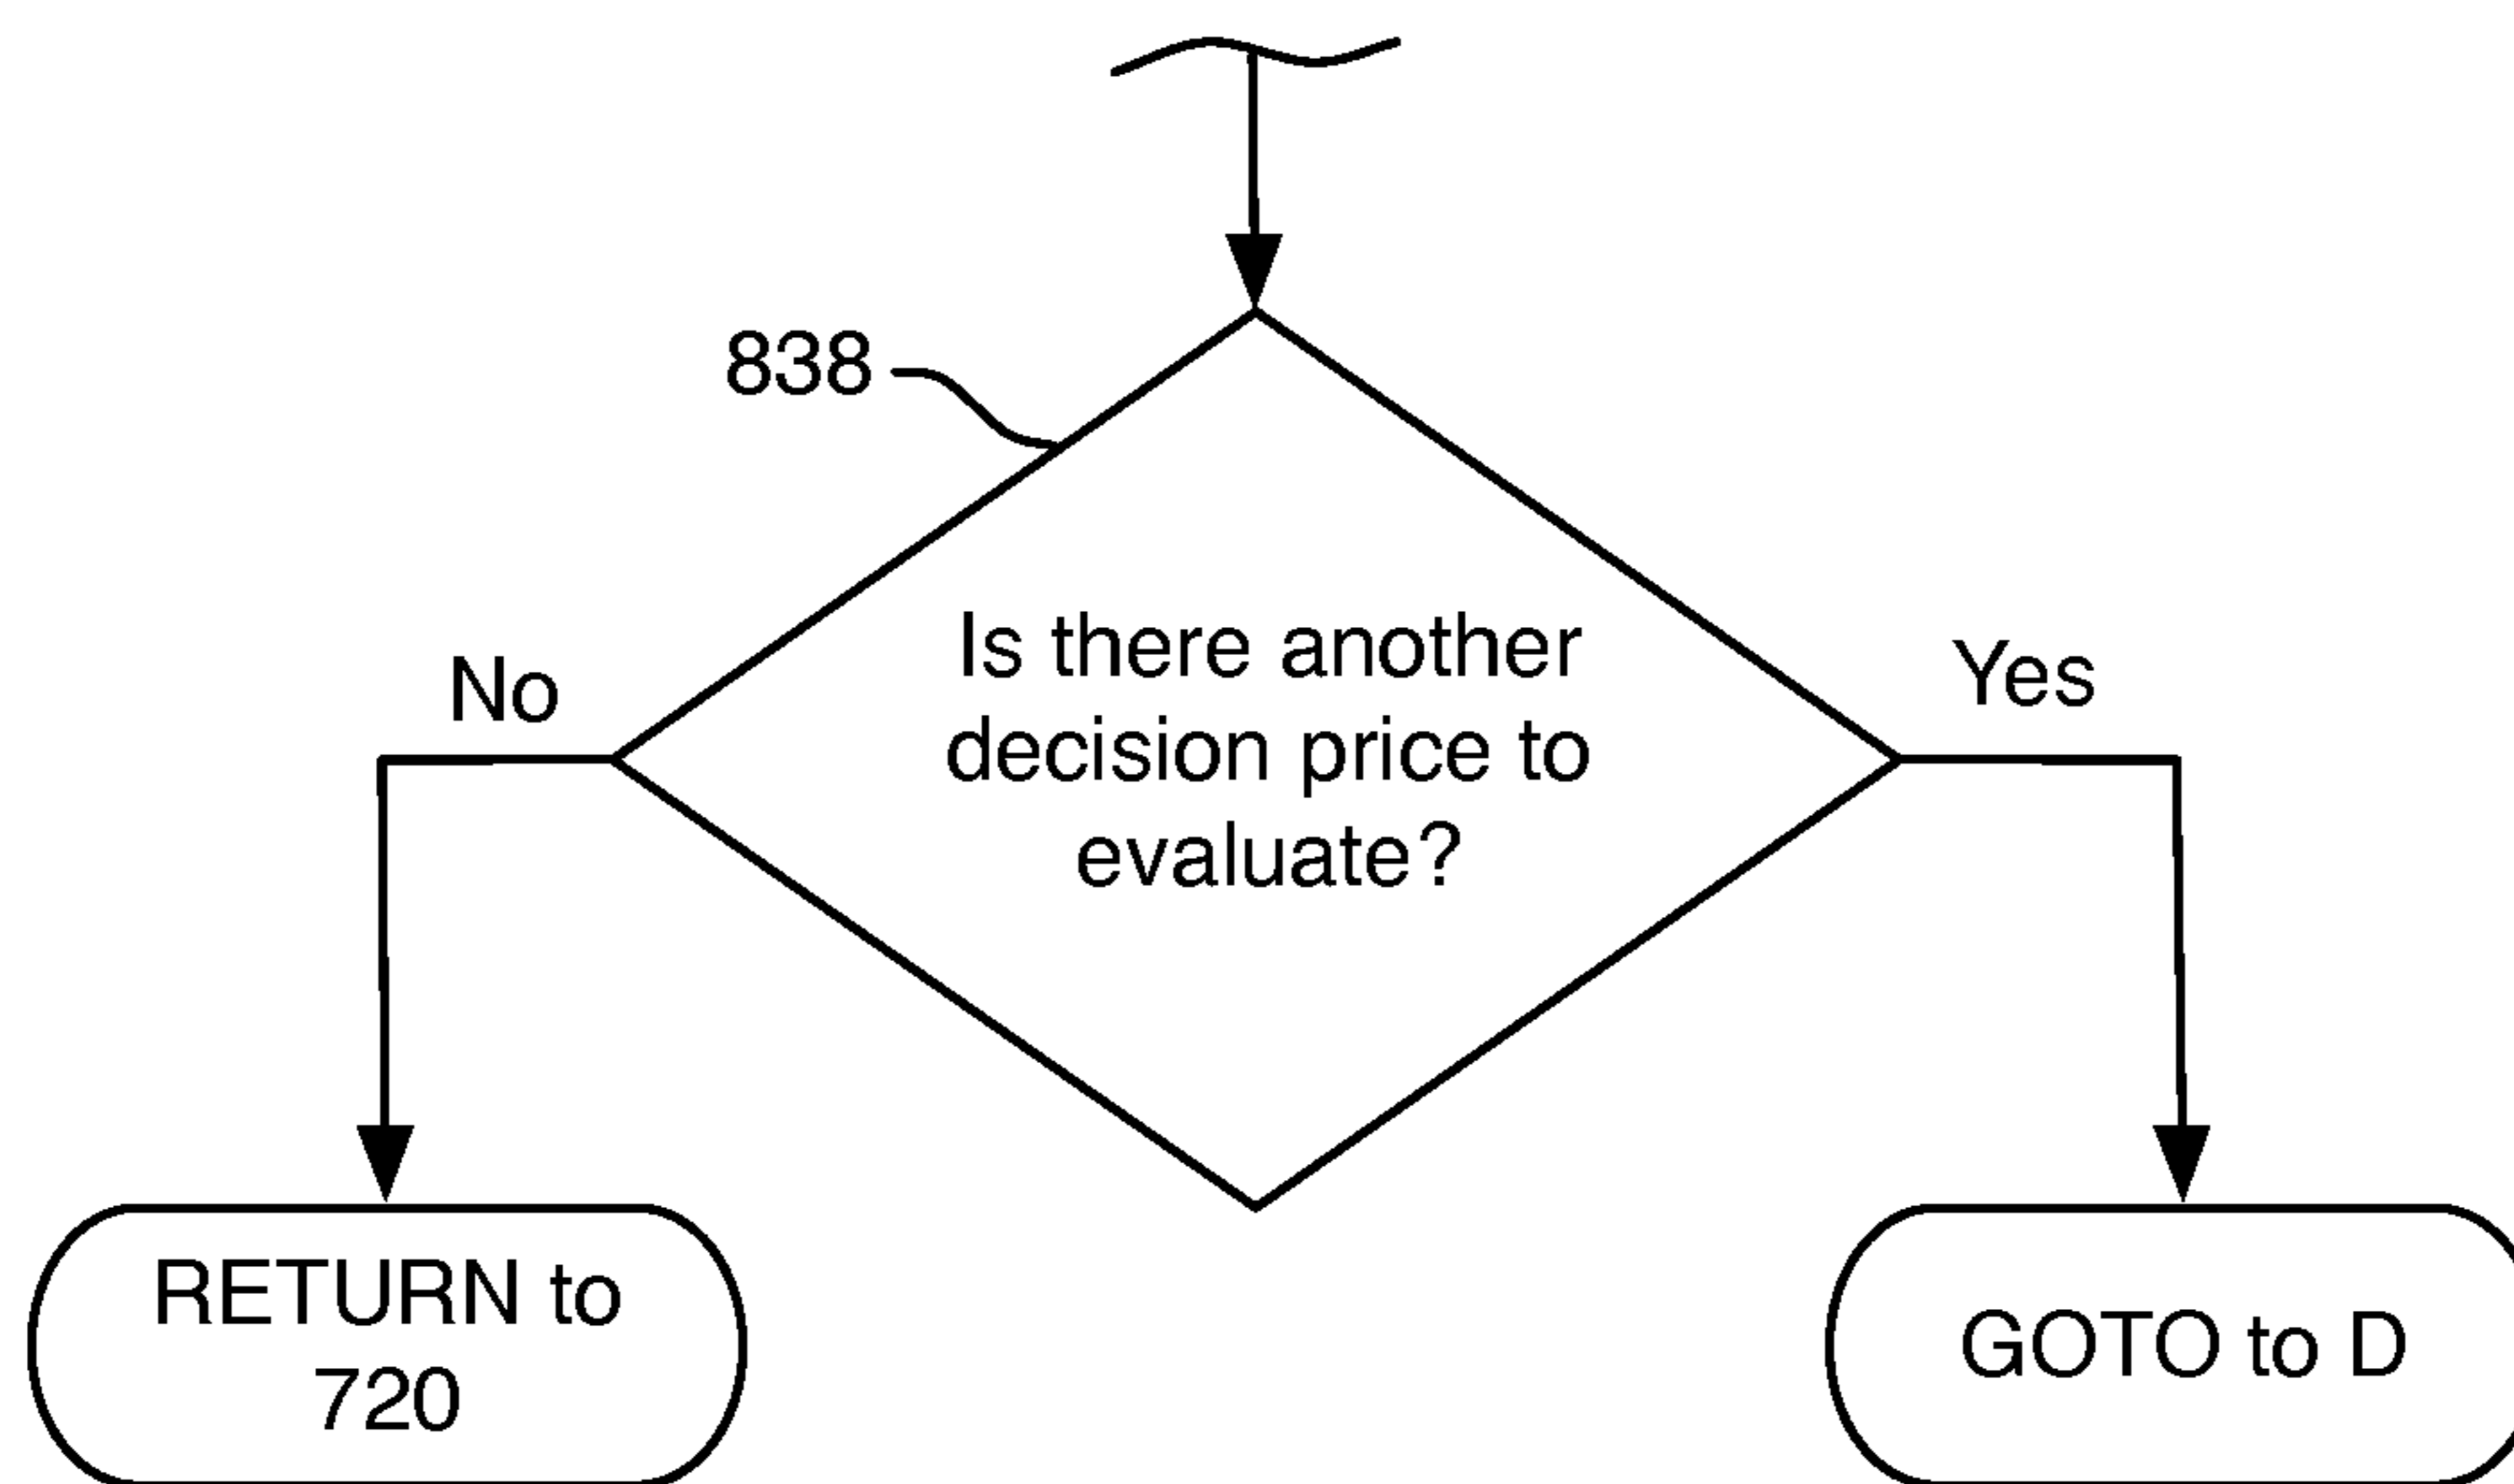 838
Is there another
decision price to
evaluate?
No
Yes
RETURN to
720
GOTO to D